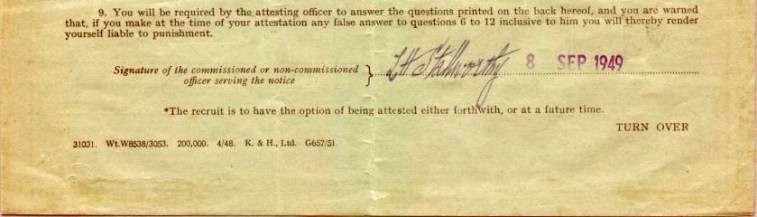 9. You will be required by the attesting officer to answer the questions printed on the back hereof, and you are warned
that, if you make at the time of your attestation any false answer to questions 6 to 12 inclusive to him you will thereby render
yourself liable to punishment.
Signature of the commissioned or non-commissioned
officer serving the notice
8 SEP 1949
*The recruit is to have the option of being attested either forthwith, or at a future time.
TURN OVER
31021. Wt.W8538/3053. 200,000. 4/48. K. & H., Ltd. G657/51.